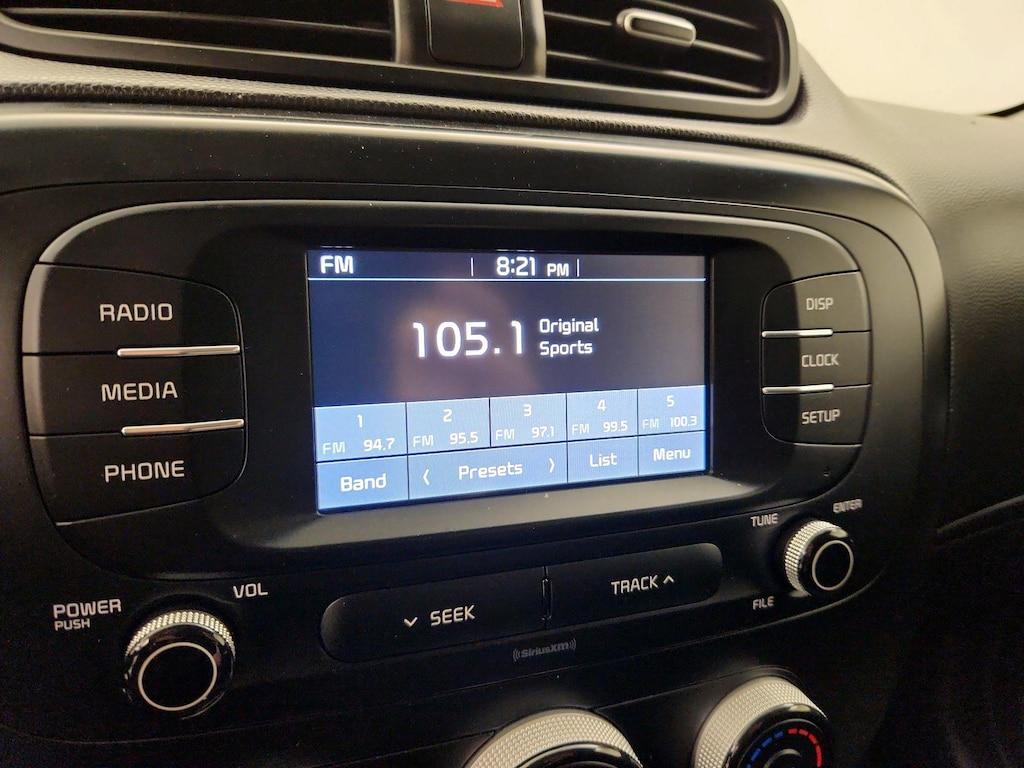 FM 8:21 PM
RADIO
MEDIA
PHONE
105.1 Original
Sports
1 2 3 4 5
FM 94.7 FM 95.5 FM 97.1 FM 99.5 FM 100.3
Band 〈 Presets 〉 List Menu
DISP
CLOCK
SETUP
POWER
PUSH
VOL
SEEK
TRACK
TUNE
ENTER
FILE
((SiriusXM))